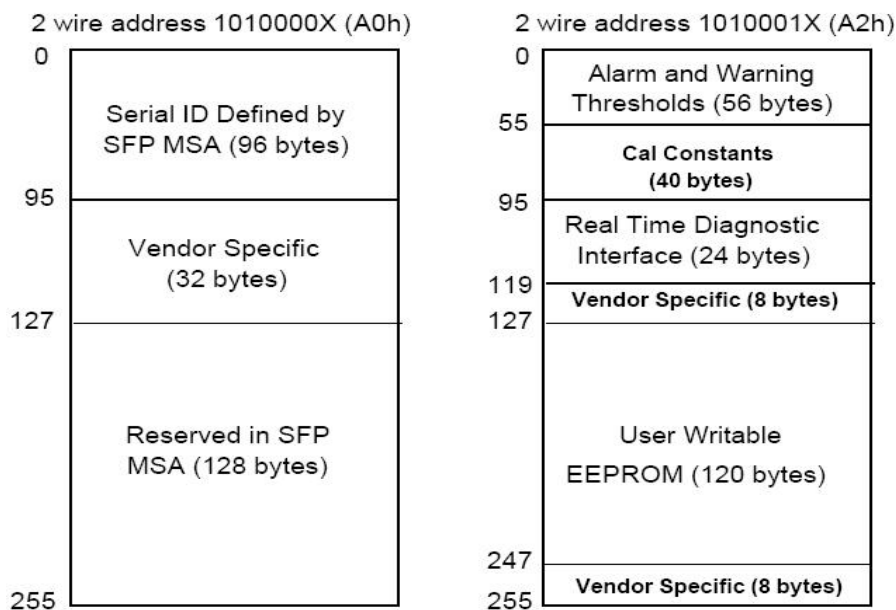 2 wire address 1010000X (A0h)
0
Serial ID Defined by
SFP MSA (96 bytes)
95
Vendor Specific
(32 bytes)
127
Reserved in SFP
MSA (128 bytes)
255
2 wire address 1010001X (A2h)
0
Alarm and Warning
Thresholds (56 bytes)
55
Cal Constants
(40 bytes)
95
Real Time Diagnostic
Interface (24 bytes)
119
Vendor Specific (8 bytes)
127
User Writable
EEPROM (120 bytes)
247
Vendor Specific (8 bytes)
255